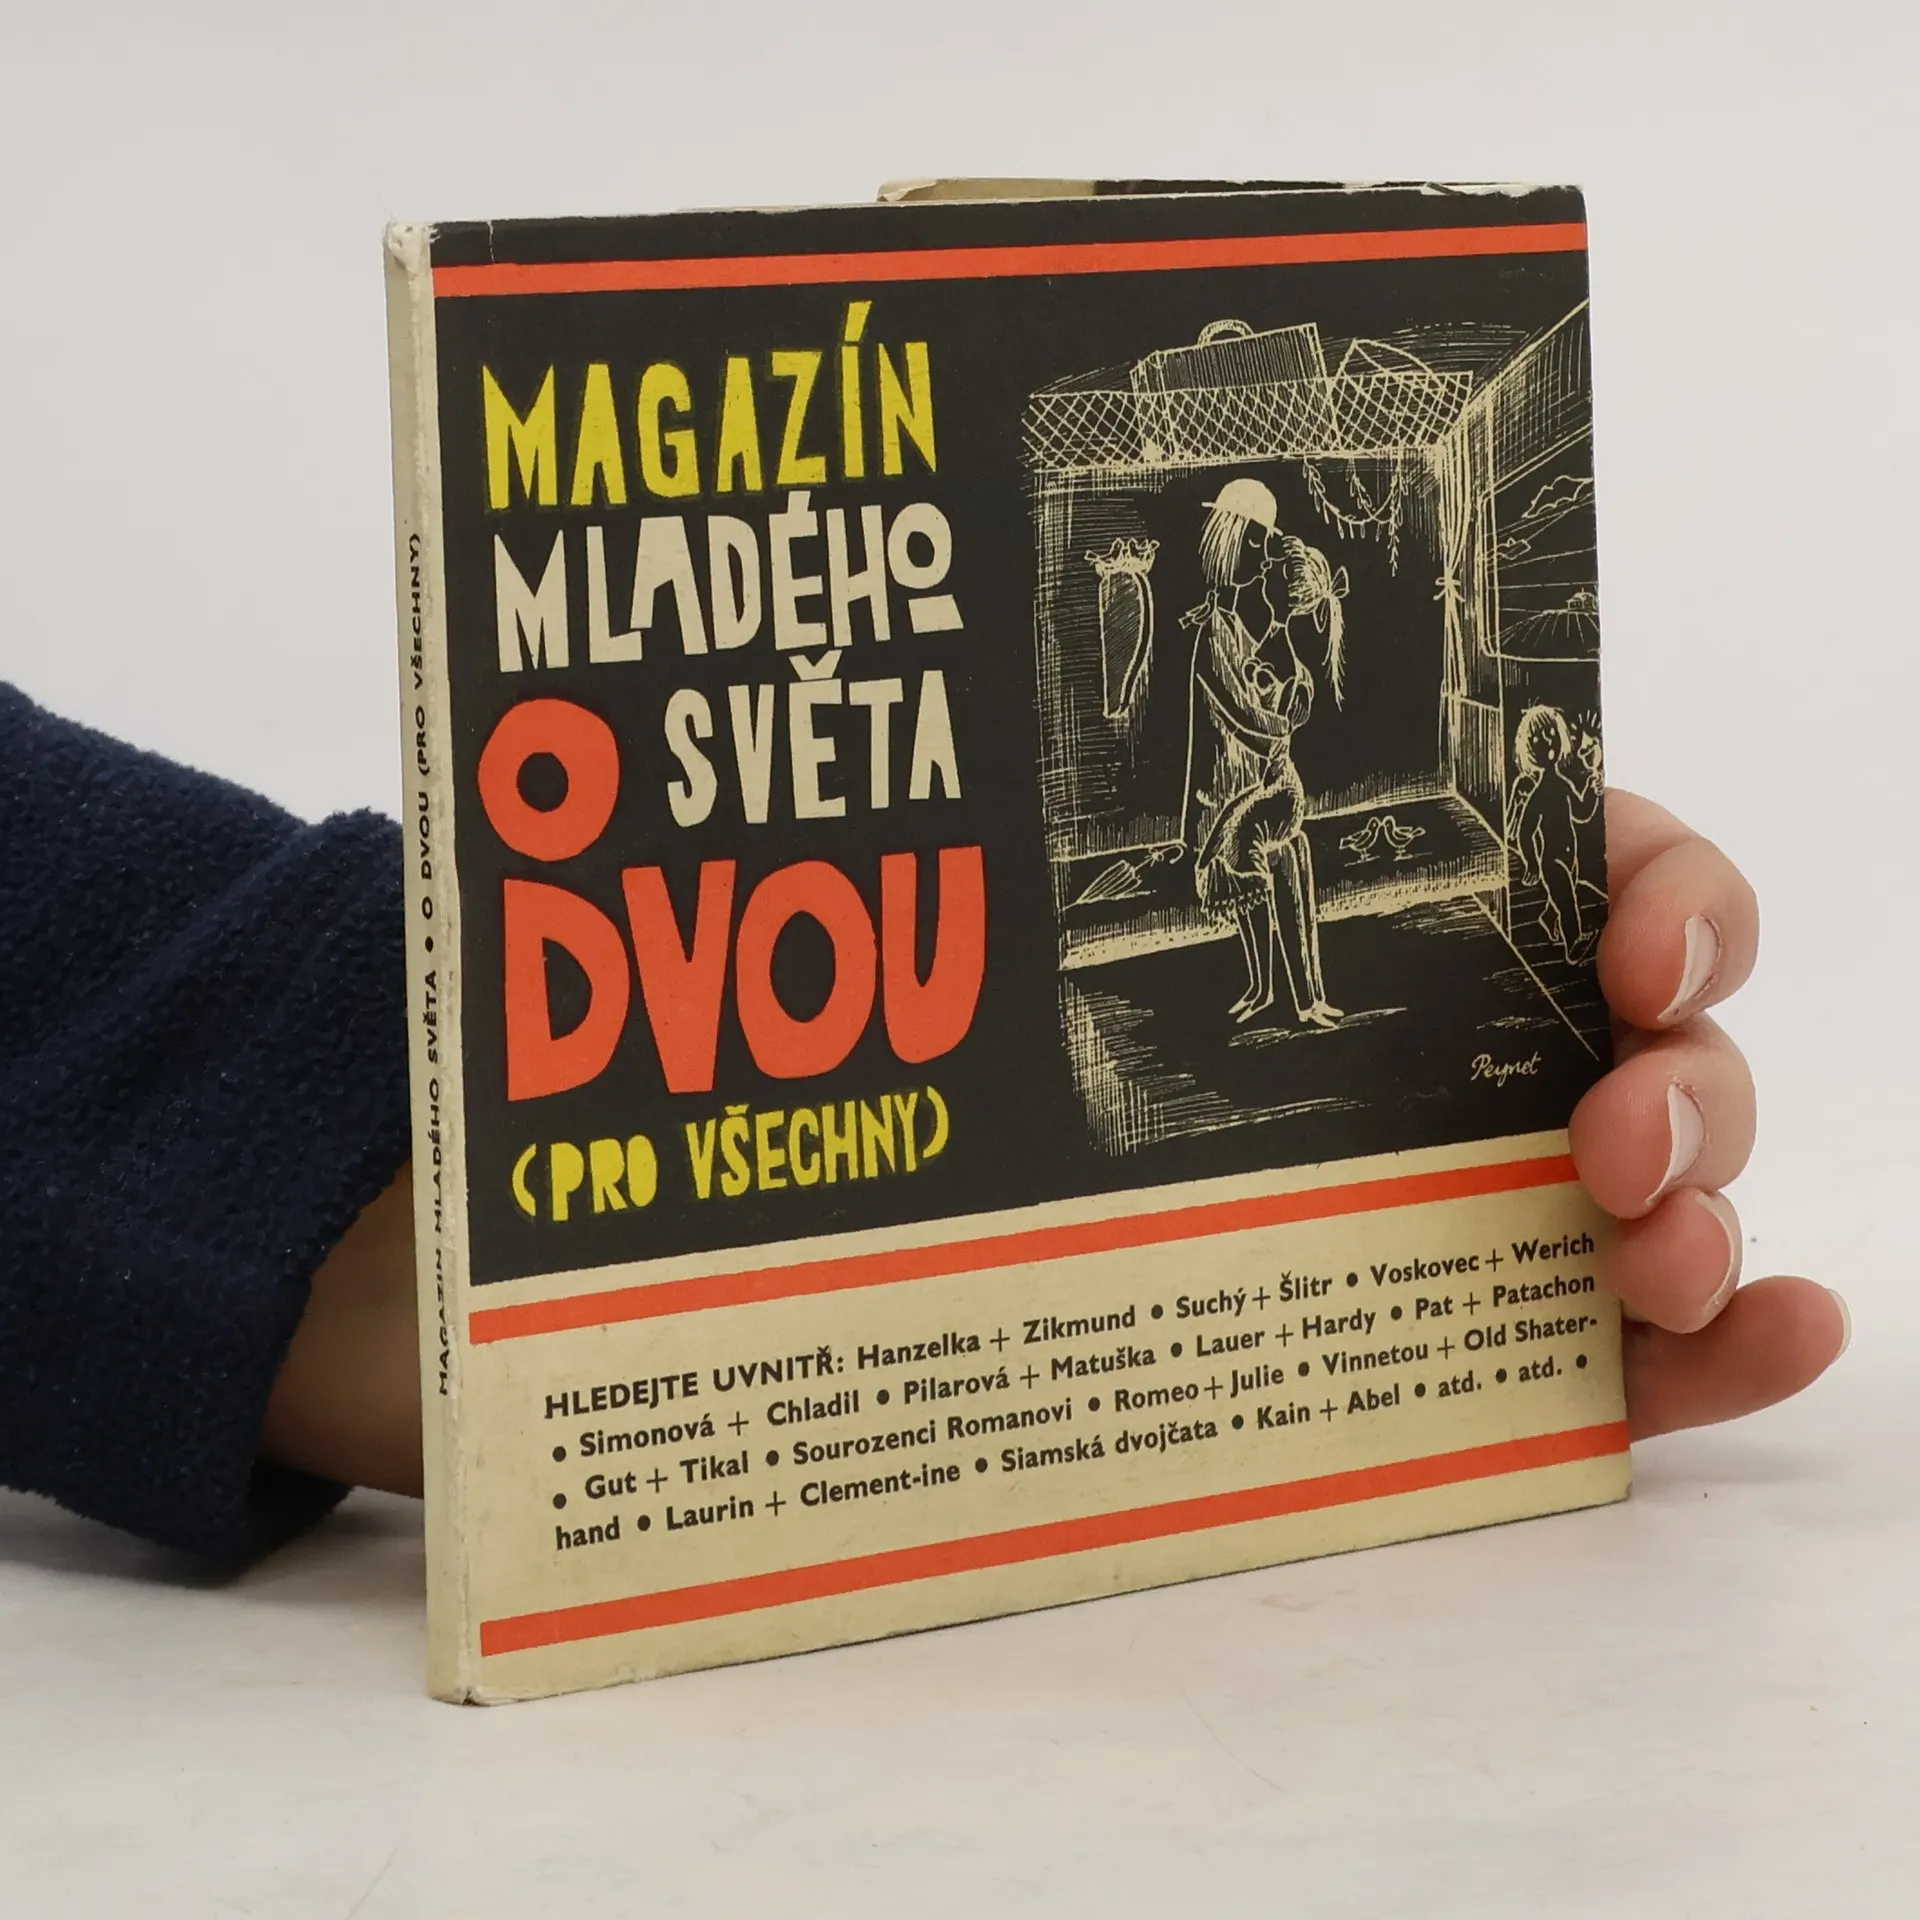 MAGAZÍN MLADÉHO SVĚTA • O DVOU (PRO VŠECHNY)
MAGAZÍN
MLADÉHO
SVĚTA
O
DVOU
(PRO VŠECHNY)
Peynet
HLEDEJTE UVNITŘ: Hanzelka + Zikmund • Suchý + Šlitr • Voskovec + Werich
• Simonová + Chladil • Pilarová + Matuška • Lauer + Hardy • Pat + Patachon
• Gut + Tikal • Sourozenci Romanovi • Romeo + Julie • Vinnetou + Old Shater-
hand • Laurin + Clement-ine • Siamská dvojčata • Kain + Abel • atd. • atd. •